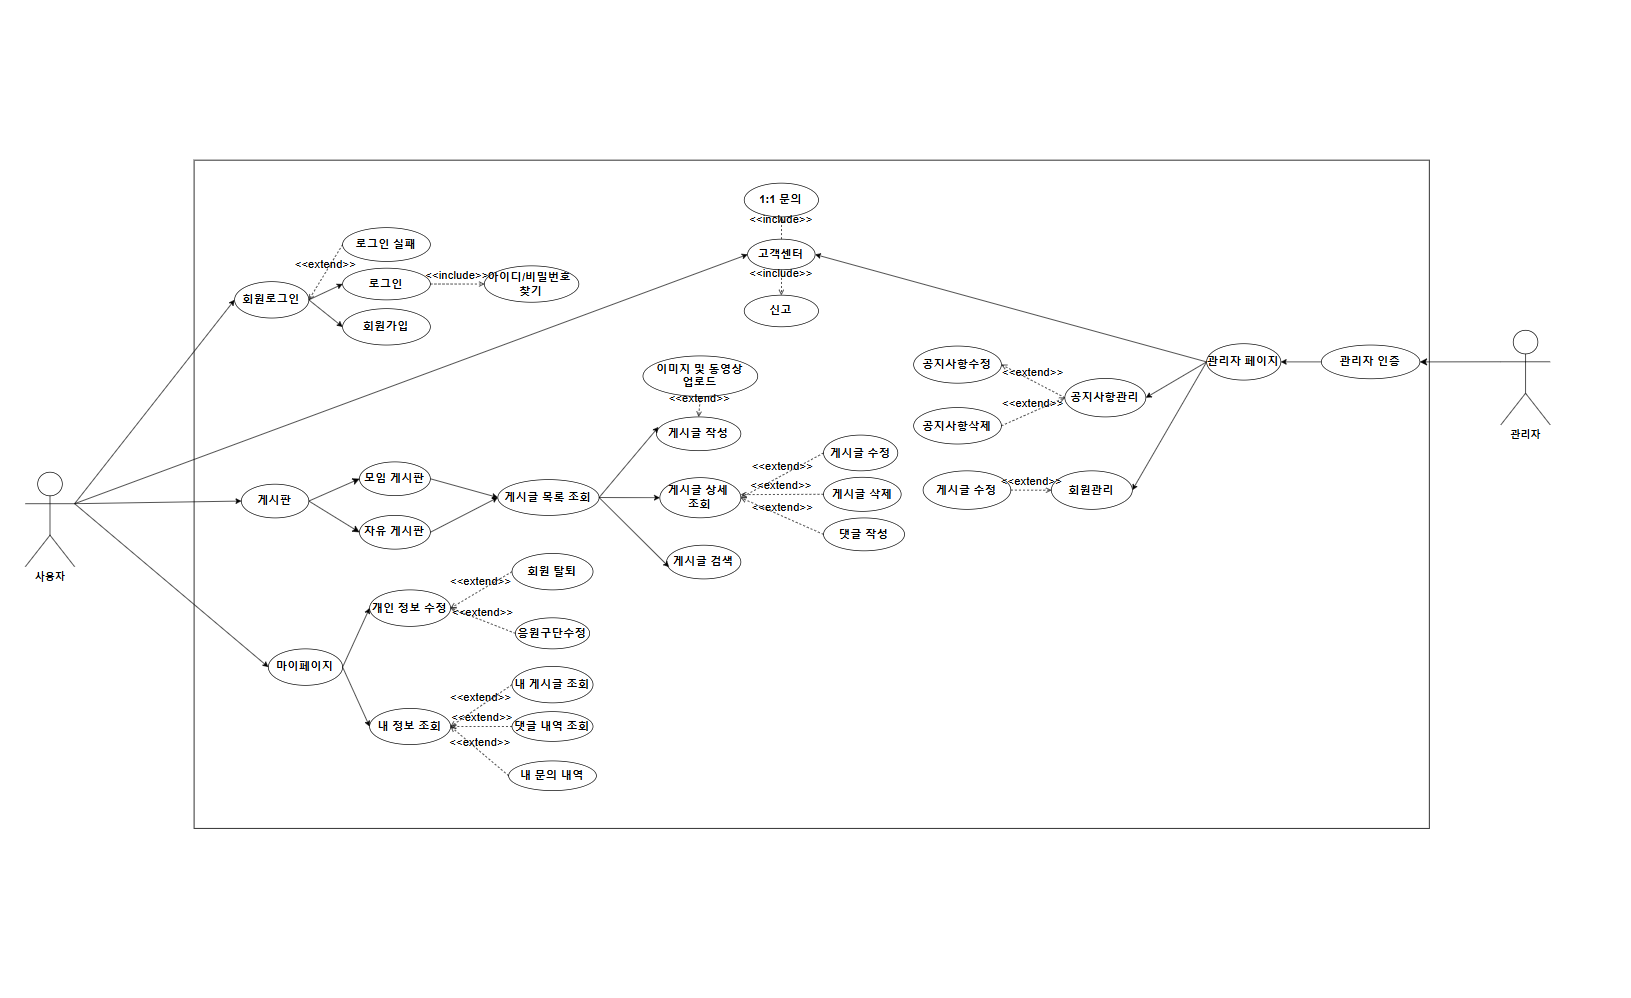 1:1 문의
<<include>>
고객센터
<<include>>
신고
로그인 실패
<<extend>>
로그인
<<include>>
아이디/비밀번호
찾기
회원로그인
회원가입
이미지 및 동영상
업로드
<<extend>>
게시글 작성
공지사항수정
<<extend>>
공지사항관리
<<extend>>
공지사항삭제
관리자 페이지
관리자 인증
관리자
게시판
모임 게시판
자유 게시판
게시글 목록 조회
게시글 상세
조회
<<extend>>
게시글 수정
<<extend>>
게시글 삭제
<<extend>>
댓글 작성
게시글 검색
게시글 수정
<<extend>>
회원관리
사용자
개인 정보 수정
<<extend>>
회원 탈퇴
<<extend>>
응원구단수정
마이페이지
내 정보 조회
<<extend>>
내 게시글 조회
<<extend>>
댓글 내역 조회
<<extend>>
내 문의 내역